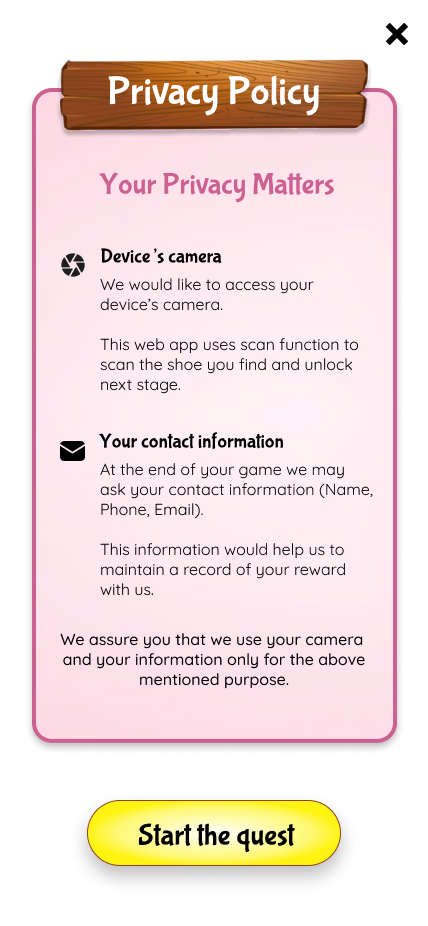 Privacy Policy
Your Privacy Matters
Device's camera
We would like to access your
device's camera.
This web app uses scan function to
scan the shoe you find and unlock
next stage.
Your contact information
At the end of your game we may
ask your contact information (Name,
Phone, Email).
This information would help us to
maintain a record of your reward
with us.
We assure you that we use your camera
and your information only for the above
mentioned purpose.
Start the quest